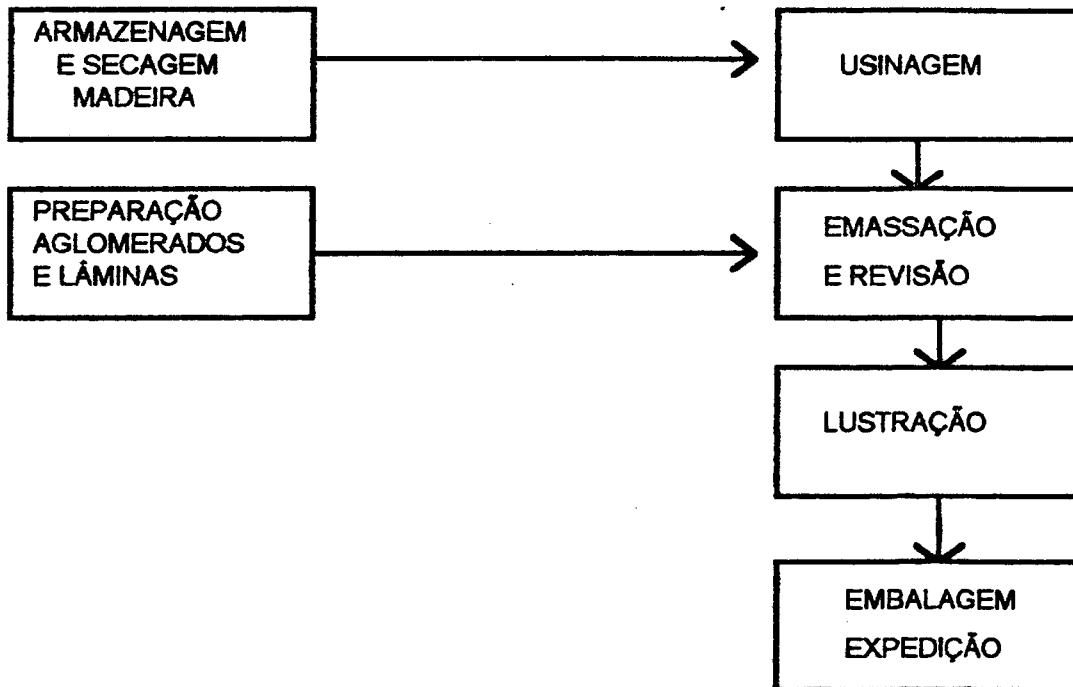 ARMAZENAGEM
E SECAGEM
MADEIRA
USINAGEM
PREPARAÇÃO
AGLOMERADOS
E LÂMINAS
EMASSAÇÃO
E REVISÃO
LUSTRAÇÃO
EMBALAGEM
EXPEDIÇÃO